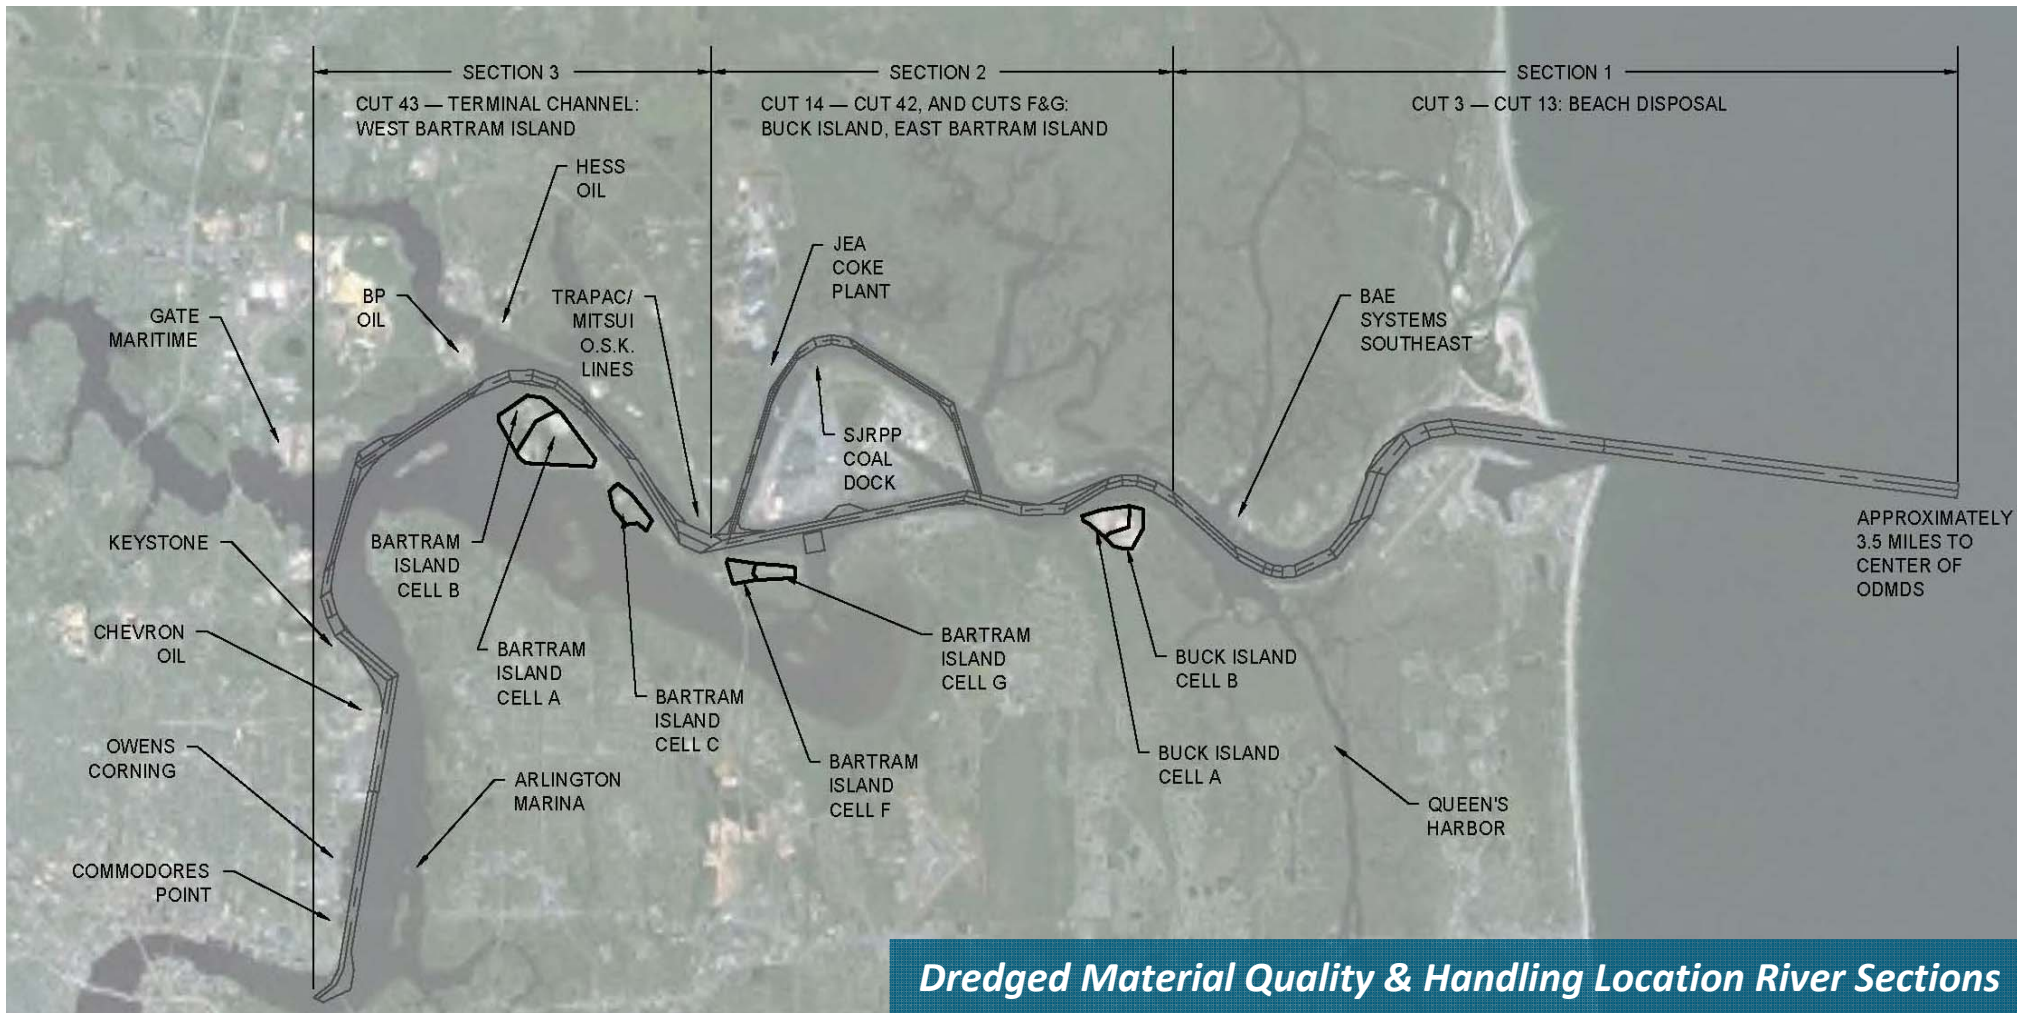 SECTION 3
SECTION 2
SECTION 1
CUT 43 — TERMINAL CHANNEL:
WEST BARTRAM ISLAND
CUT 14 — CUT 42, AND CUTS F&G:
BUCK ISLAND, EAST BARTRAM ISLAND
CUT 3 — CUT 13: BEACH DISPOSAL
HESS
OIL
JEA
COKE
PLANT
BP
OIL
TRAPAC/
MITSUI
O.S.K.
LINES
BAE
SYSTEMS
SOUTHEAST
GATE
MARITIME
SJRPP
COAL
DOCK
APPROXIMATELY
3.5 MILES TO
CENTER OF
ODMDS
KEYSTONE
BARTRAM
ISLAND
CELL B
CHEVRON
OIL
BARTRAM
ISLAND
CELL A
BARTRAM
ISLAND
CELL C
BARTRAM
ISLAND
CELL G
BUCK ISLAND
CELL B
OWENS
CORNING
ARLINGTON
MARINA
BARTRAM
ISLAND
CELL F
BUCK ISLAND
CELL A
QUEEN'S
HARBOR
COMMODORES
POINT
Dredged Material Quality & Handling Location River Sections